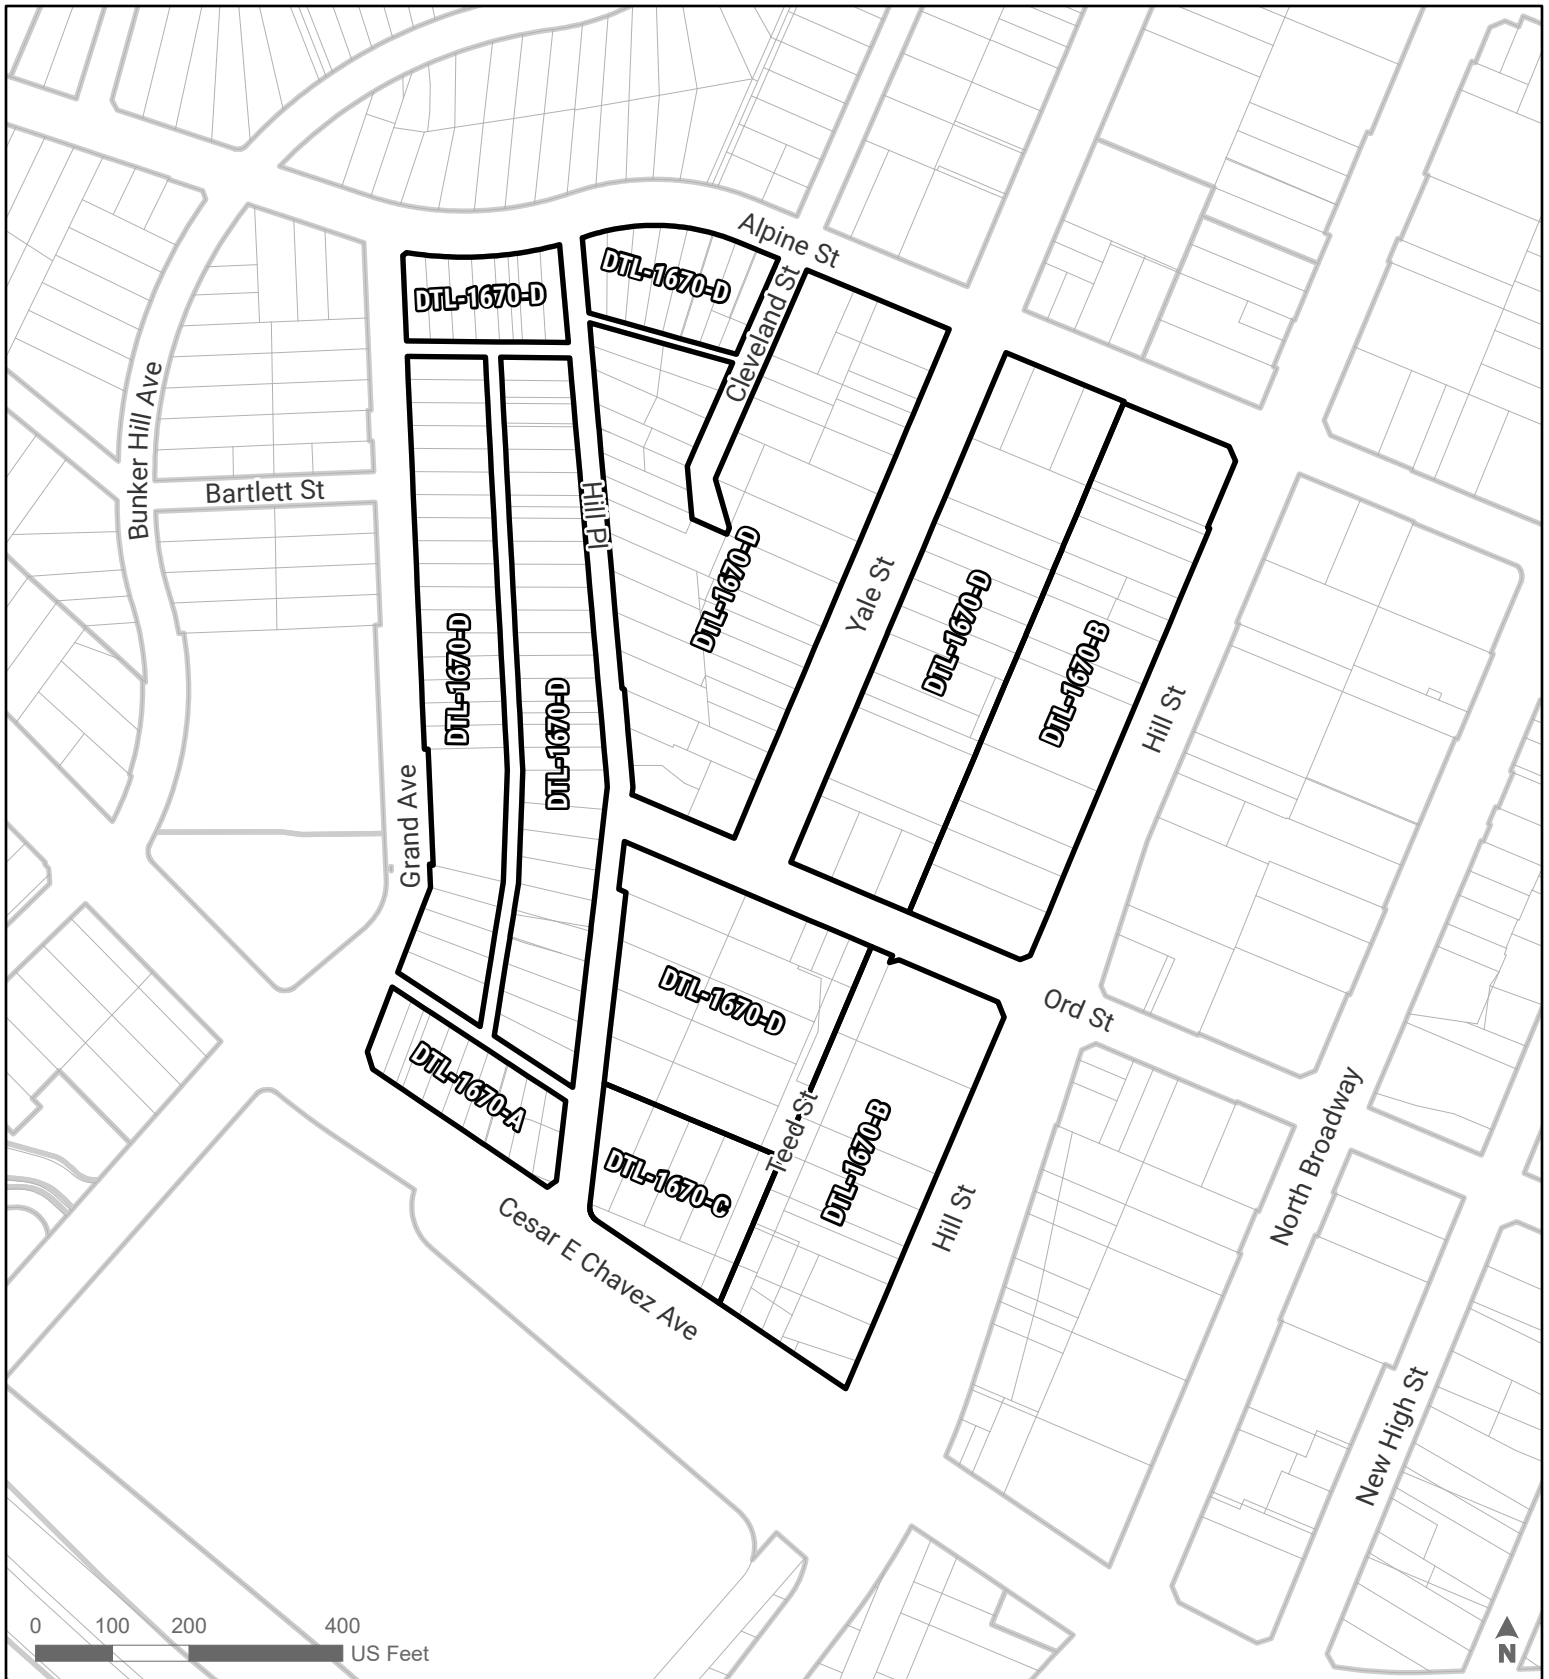 Alpine St
DTL-1670-D
DTL-1670-D
Cleveland St
Bunker Hill Ave
Bartlett St
Hill Pl
DTL-1670-D
Yale St
DTL-1670-D
DTL-1670-B
DTL-1670-D
DTL-1670-D
Hill St
Grand Ave
DTL-1670-D
Ord St
DTL-1670-A
Teed St
DTL-1670-B
DTL-1670-C
North Broadway
Hill St
Cesar E Chavez Ave
New High St
0 100 200 400
US Feet
N